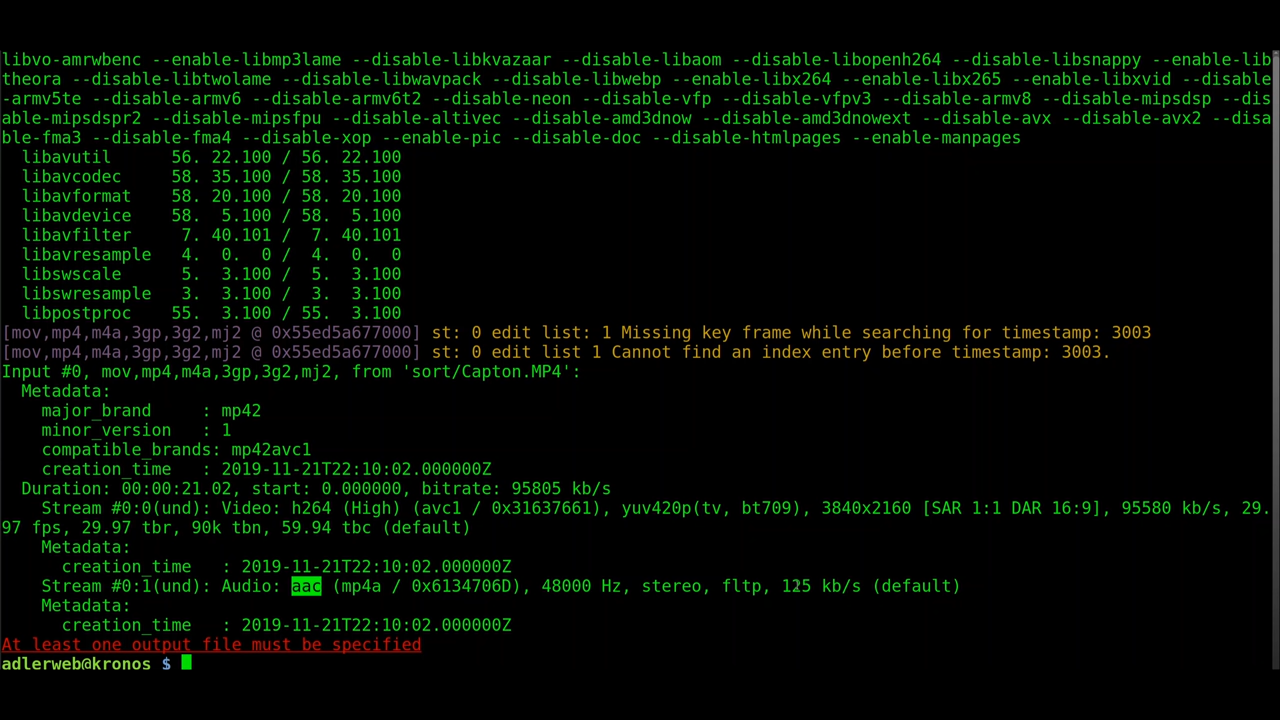 libvo-amrwbenc --enable-libmp3lame --disable-libkvazaar --disable-libaom --disable-libopenh264 --disable-libsnappy --enable-lib
theora --disable-libtwolame --disable-libwavpack --disable-libwebp --enable-libx264 --enable-libx265 --enable-libxvid --disable
-armv5te --disable-armv6 --disable-armv6t2 --disable-neon --disable-vfp --disable-vfpv3 --disable-armv8 --disable-mipsdsp --dis
able-mipsdspr2 --disable-mipsfpu --disable-altivec --disable-amd3dnow --disable-amd3dnowext --disable-avx --disable-avx2 --disa
ble-fma3 --disable-fma4 --disable-xop --enable-pic --disable-doc --disable-htmlpages --enable-manpages
  libavutil      56. 22.100 / 56. 22.100
  libavcodec     58. 35.100 / 58. 35.100
  libavformat    58. 20.100 / 58. 20.100
  libavdevice    58.  5.100 / 58.  5.100
  libavfilter     7. 40.101 /  7. 40.101
  libavresample   4.  0.  0 /  4.  0.  0
  libswscale      5.  3.100 /  5.  3.100
  libswresample   3.  3.100 /  3.  3.100
  libpostproc    55.  3.100 / 55.  3.100
[mov,mp4,m4a,3gp,3g2,mj2 @ 0x55ed5a677000] st: 0 edit list: 1 Missing key frame while searching for timestamp: 3003
[mov,mp4,m4a,3gp,3g2,mj2 @ 0x55ed5a677000] st: 0 edit list 1 Cannot find an index entry before timestamp: 3003.
Input #0, mov,mp4,m4a,3gp,3g2,mj2, from 'sort/Capton.MP4':
  Metadata:
    major_brand     : mp42
    minor_version   : 1
    compatible_brands: mp42avc1
    creation_time   : 2019-11-21T22:10:02.000000Z
  Duration: 00:00:21.02, start: 0.000000, bitrate: 95805 kb/s
    Stream #0:0(und): Video: h264 (High) (avc1 / 0x31637661), yuv420p(tv, bt709), 3840x2160 [SAR 1:1 DAR 16:9], 95580 kb/s, 29.
97 fps, 29.97 tbr, 90k tbn, 59.94 tbc (default)
    Metadata:
      creation_time   : 2019-11-21T22:10:02.000000Z
    Stream #0:1(und): Audio: aac (mp4a / 0x6134706D), 48000 Hz, stereo, fltp, 125 kb/s (default)
    Metadata:
      creation_time   : 2019-11-21T22:10:02.000000Z
At least one output file must be specified
adlerweb@kronos $